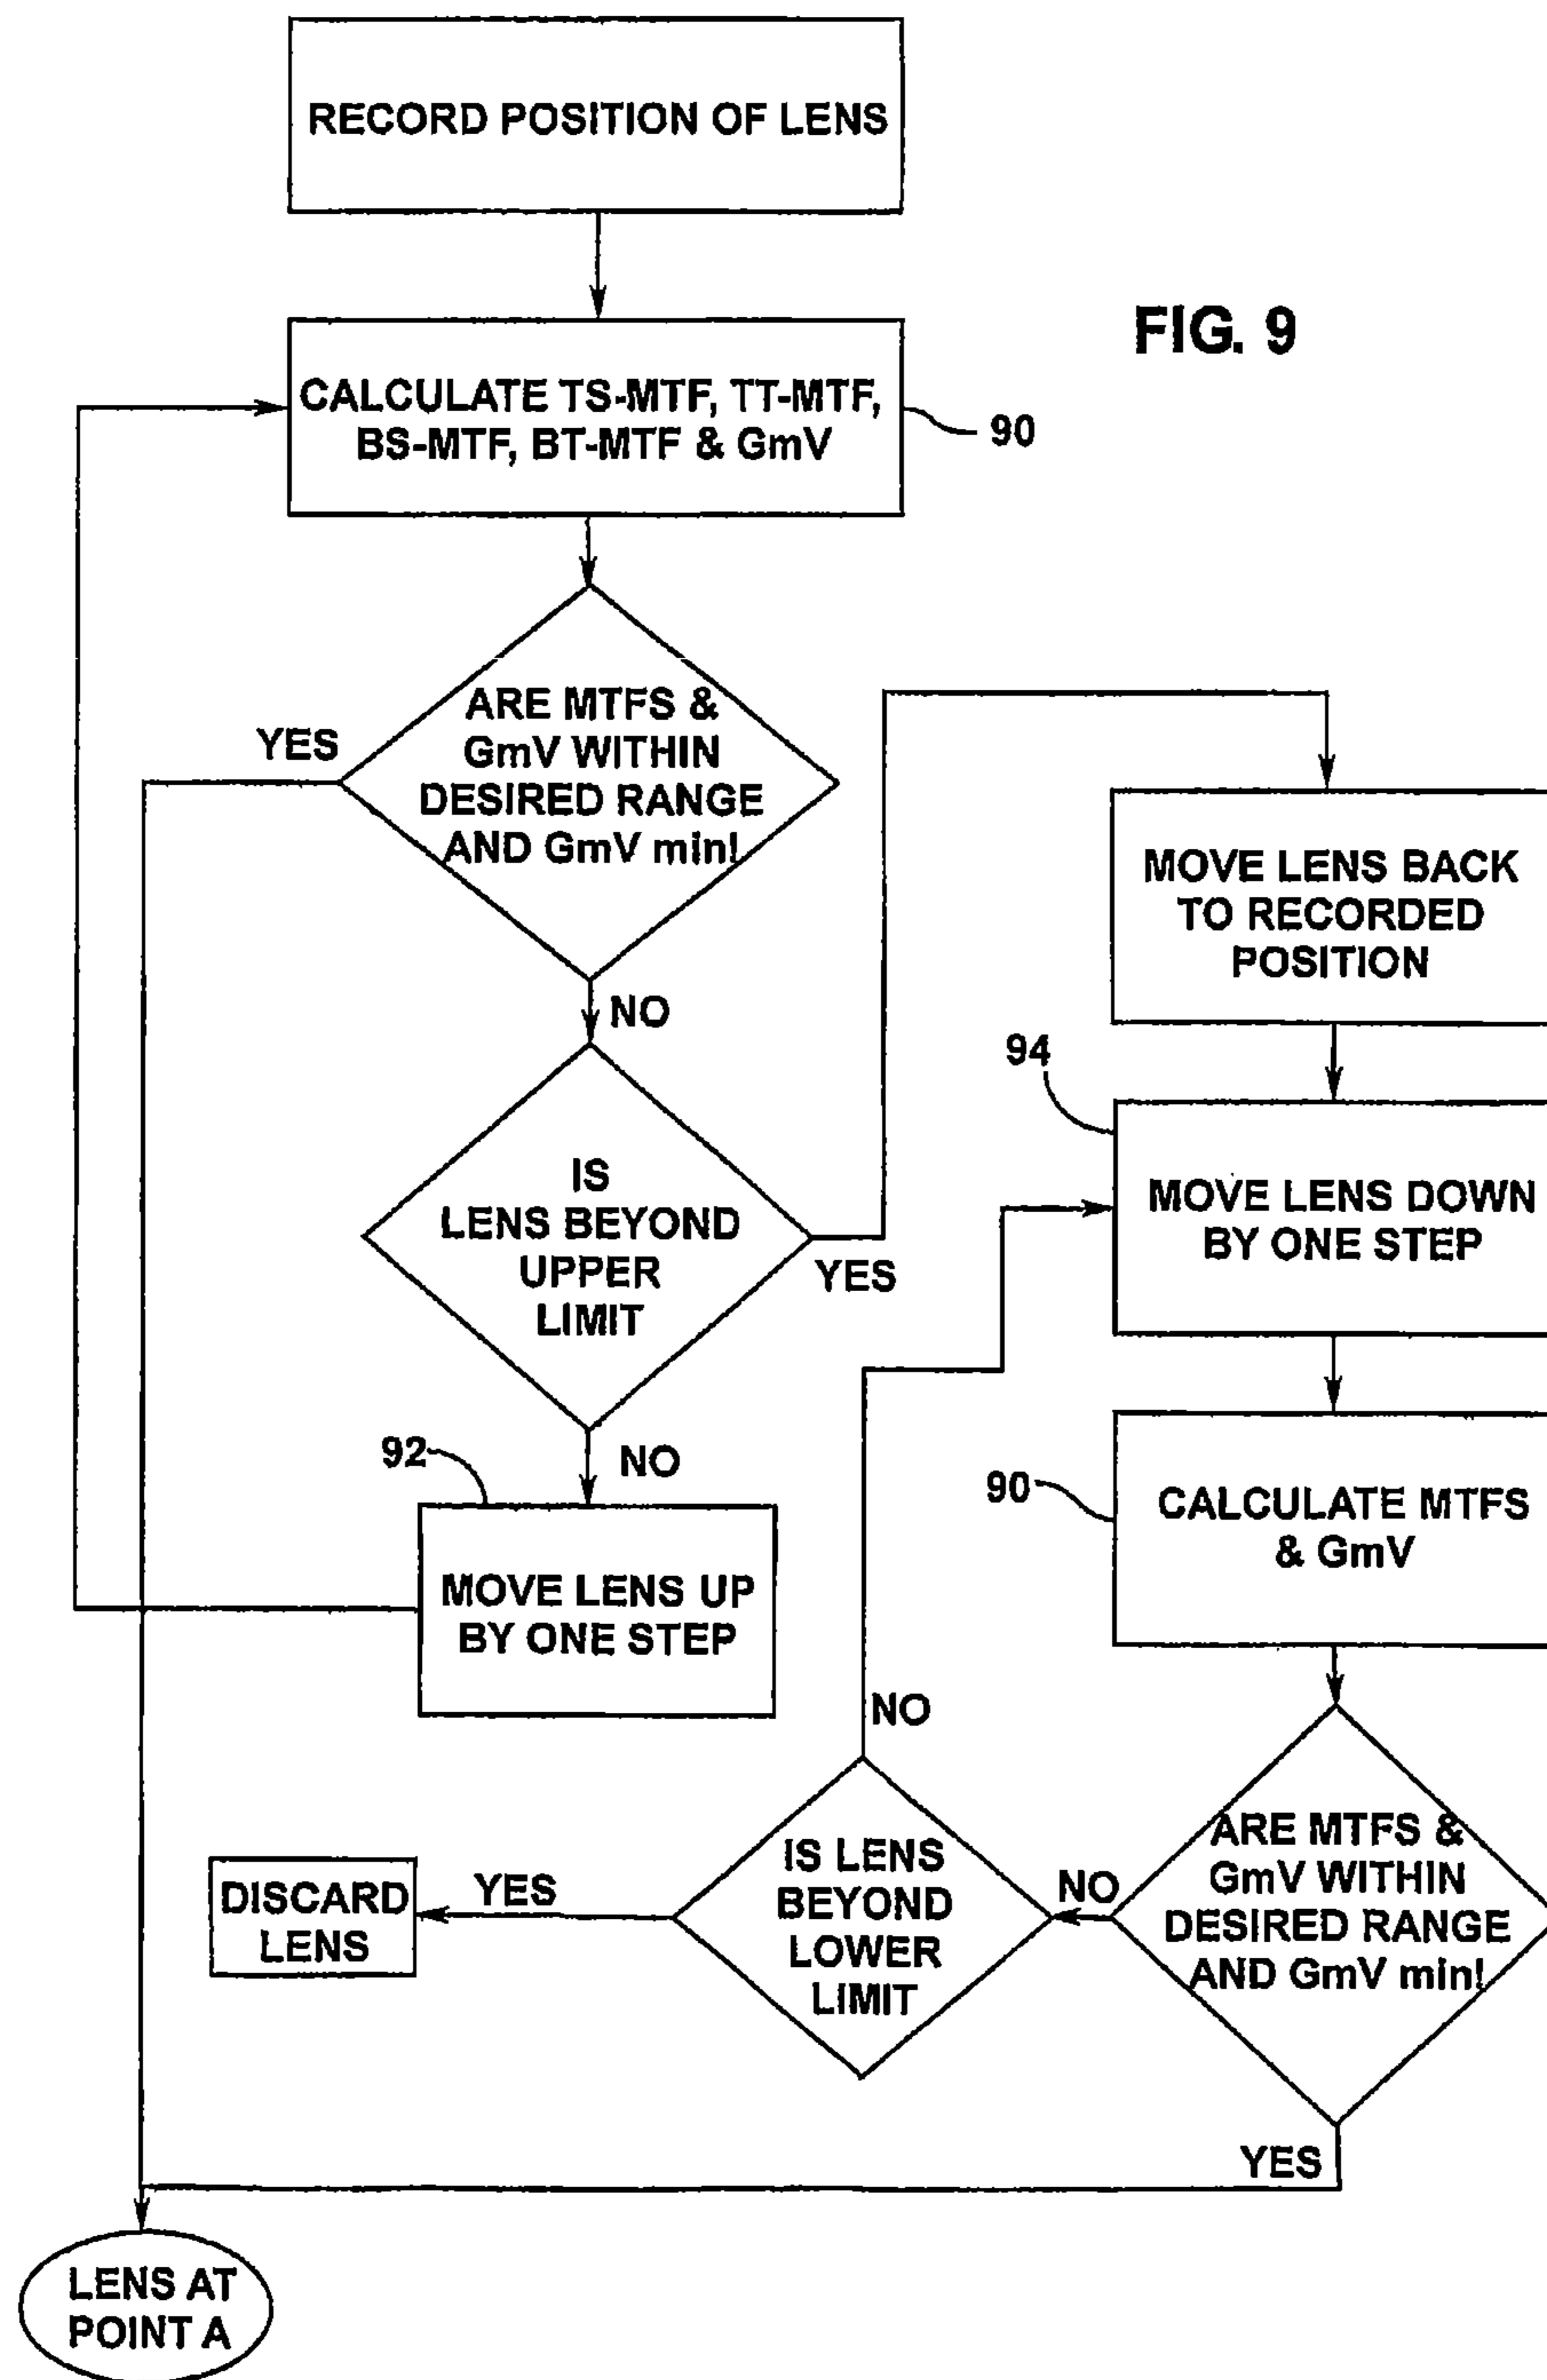 RECORD POSITION OF LENS
FIG. 9
CALCULATE TS-MTF, TT-MTF,
BS-MTF, BT-MTF & GmV
90
ARE MTFS &
GmV WITHIN
DESIRED RANGE
AND GmV min!
YES
NO
MOVE LENS BACK
TO RECORDED
POSITION
94
IS
LENS BEYOND
UPPER
LIMIT
YES
NO
MOVE LENS DOWN
BY ONE STEP
92
MOVE LENS UP
BY ONE STEP
90
CALCULATE MTFS
& GmV
NO
ARE MTFS &
GmV WITHIN
DESIRED RANGE
AND GmV min!
NO
IS LENS
BEYOND
LOWER
LIMIT
YES
DISCARD
LENS
YES
LENS AT
POINT A